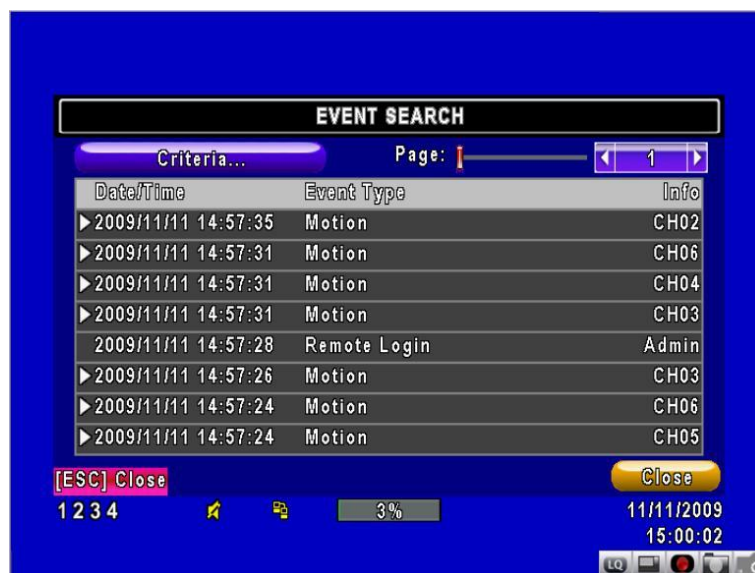 EVENT SEARCH
Criteria... Page: 1
Date/Time Event Type Info
2009/11/11 14:57:35 Motion CH02
2009/11/11 14:57:31 Motion CH06
2009/11/11 14:57:31 Motion CH04
2009/11/11 14:57:31 Motion CH03
2009/11/11 14:57:28 Remote Login Admin
2009/11/11 14:57:26 Motion CH03
2009/11/11 14:57:24 Motion CH06
2009/11/11 14:57:24 Motion CH05
[ESC] Close Close
1 2 3 4 3% 11/11/2009
15:00:02
LQ